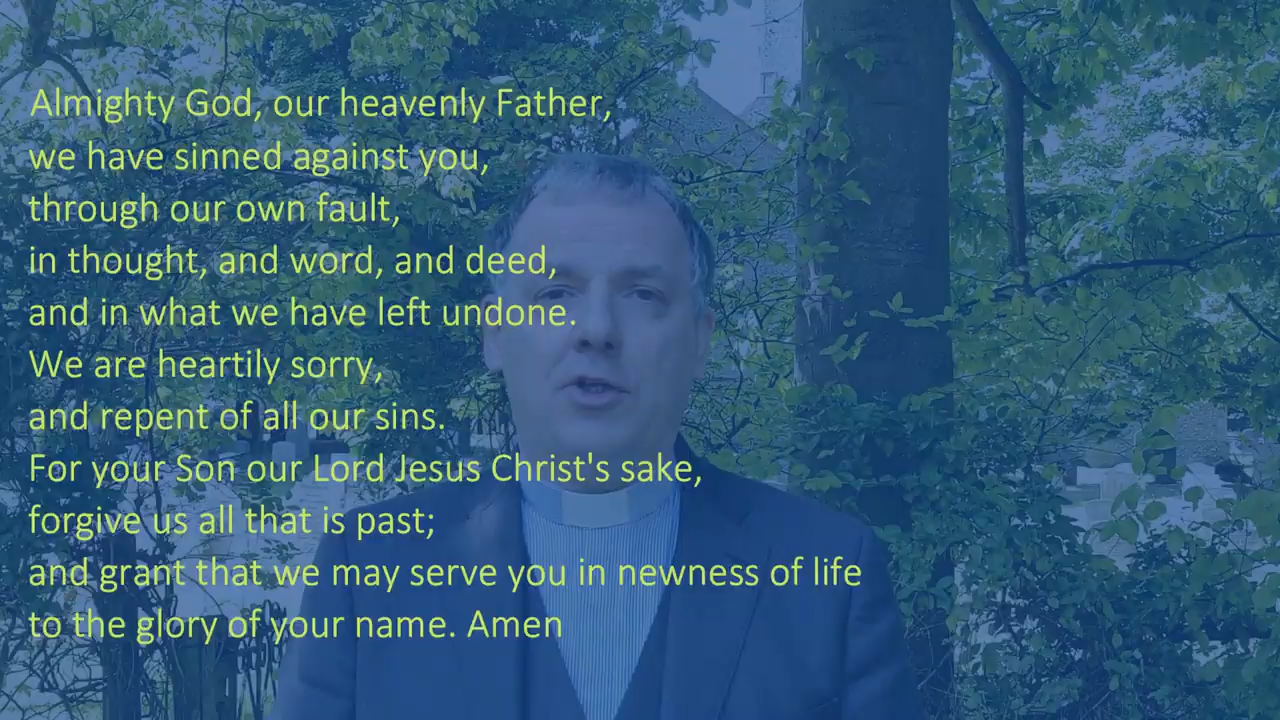 Almighty God, our heavenly Father,
we have sinned against you,
through our own fault,
in thought, and word, and deed,
and in what we have left undone.
We are heartily sorry,
and repent of all our sins.
For your Son our Lord Jesus Christ's sake,
forgive us all that is past;
and grant that we may serve you in newness of life
to the glory of your name. Amen